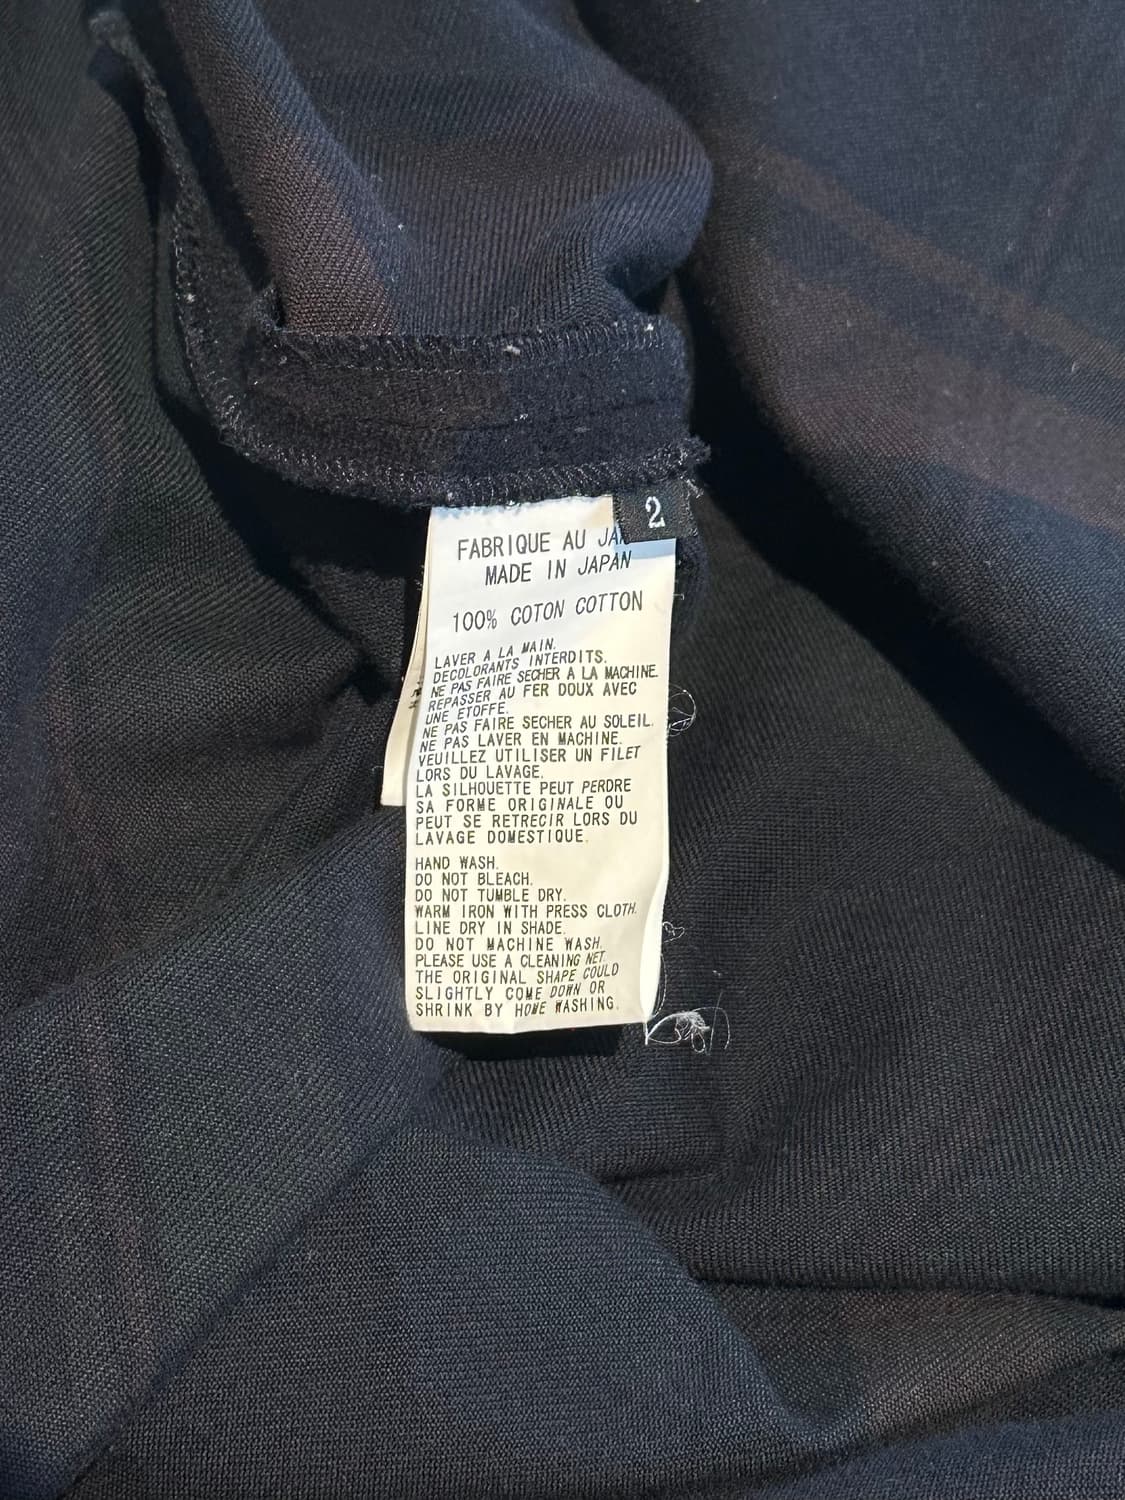 2
FABRIQUE AU
MADE IN JAPAN
100% COTON COTTON
LAVER A LA MAIN.
DECOLORANTS INTERDITS.
NE PAS FAIRE SECHER A LA MACHINE.
REPASSER AU FER DOUX AVEC
UNE ETOFFE.
NE PAS FAIRE SECHER AU SOLEIL.
NE PAS LAVER EN MACHINE.
VEUILLEZ UTILISER UN FILET
LORS DU LAVAGE.
LA SILHOUETTE PEUT PERDRE
SA FORME ORIGINALE OU
PEUT SE RETRECIR LORS DU
LAVAGE DOMESTIQUE.
HAND WASH.
DO NOT BLEACH.
DO NOT TUMBLE DRY.
WARM IRON WITH PRESS CLOTH.
LINE DRY IN SHADE.
DO NOT MACHINE WASH.
PLEASE USE A CLEANING NET.
THE ORIGINAL SHAPE COULD
SLIGHTLY COME DOWN OR
SHRINK BY HOME WASHING.